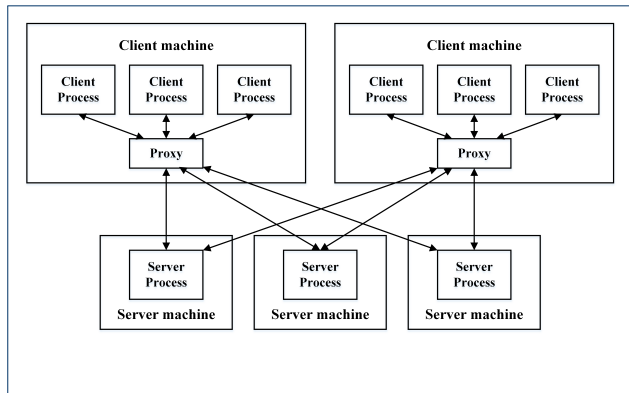 Client machine
Client machine
Client
Process
Client
Process
Client
Process
Client
Process
Client
Process
Client
Process
Proxy
Proxy
Server
Process
Server
Process
Server
Process
Server machine
Server machine
Server machine